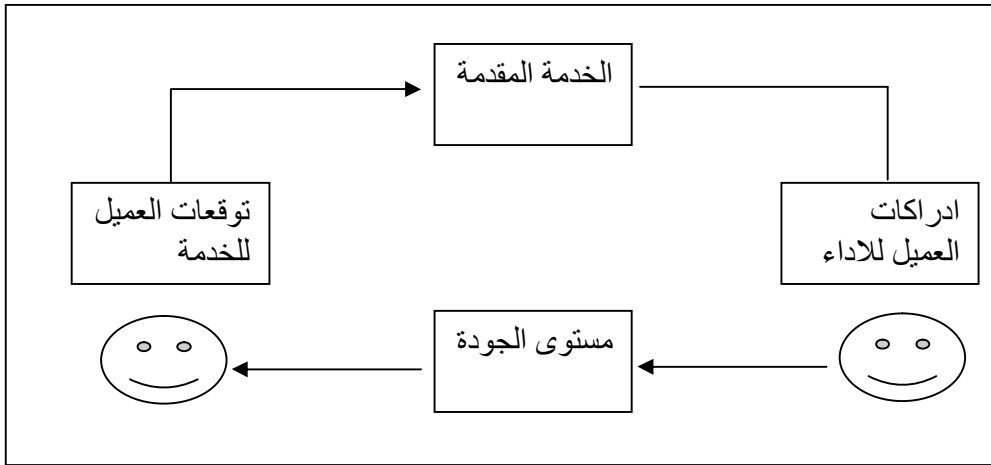 الخدمة المقدمة
ادراكات
العميل للاداء
توقعات العميل
للخدمة
مستوى الجودة